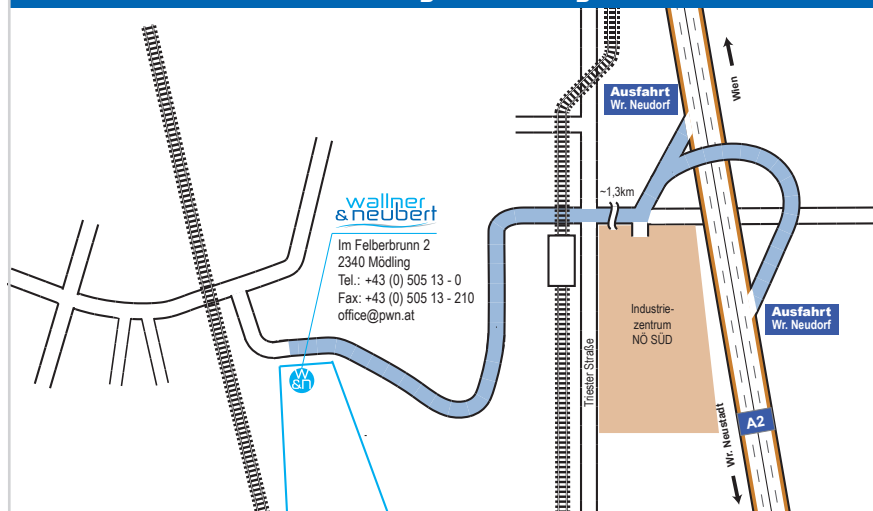 Ausfahrt
Wr. Neudorf
Wien
~1,3km
wallner
& neubert
Im Felberbrunn 2
2340 Mödling
Tel.: +43 (0) 505 13 - 0
Fax: +43 (0) 505 13 - 210
office@pwn.at
Industrie-
zentrum
NÖ SÜD
Ausfahrt
Wr. Neudorf
Triester Straße
w
&n
A2
Wr. Neustadt